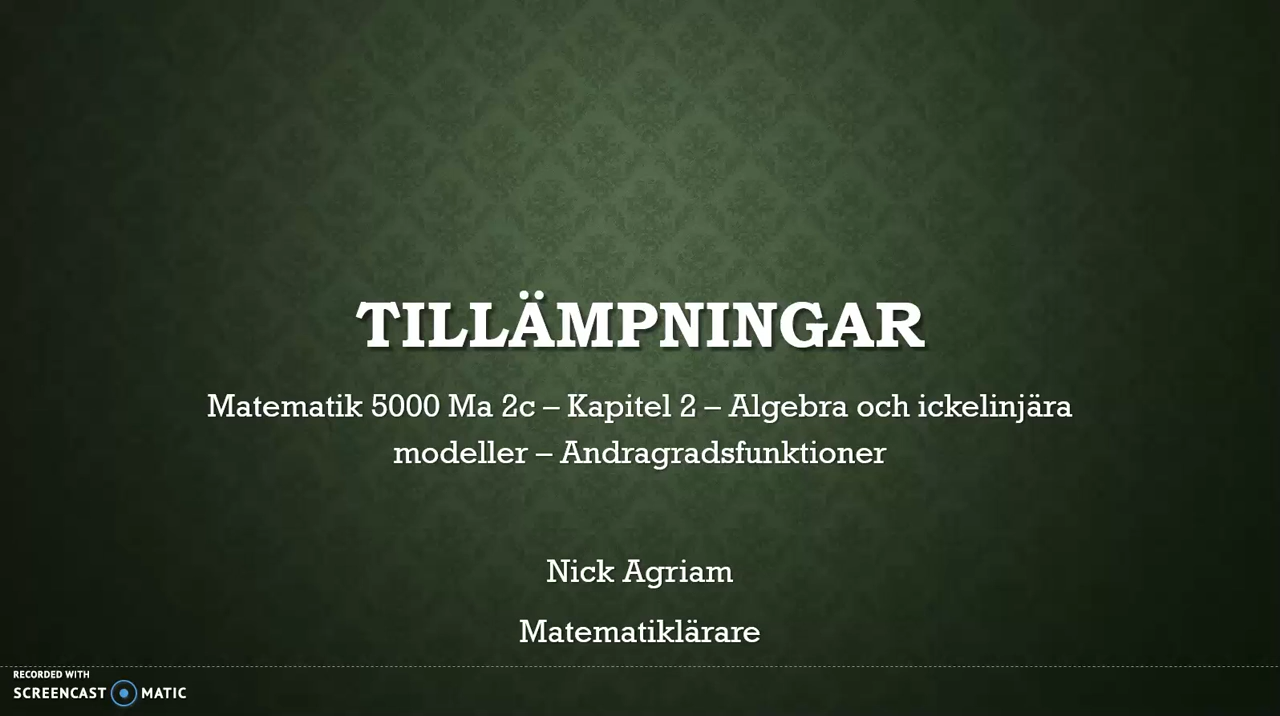 TILLÄMPNINGAR
Matematik 5000 Ma 2c – Kapitel 2 – Algebra och ickelinjära
modeller – Andragradsfunktioner
Nick Agriam
Matematiklärare
RECORDED WITH
SCREENCAST MATIC